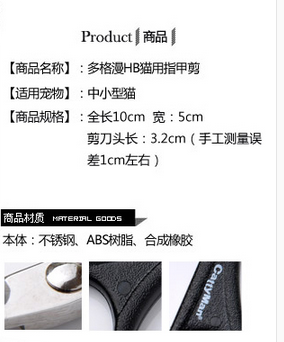 Product 商品
【商品名称】：多格漫HB猫用指甲剪
【适用宠物】：中小型猫
【商品规格】：全长10cm 宽：5cm
剪刀头长：3.2cm（手工测量误
差1cm左右）
商品材质 MATERIAL GOODS
本体：不锈钢、ABS树脂、合成橡胶
CattyMan